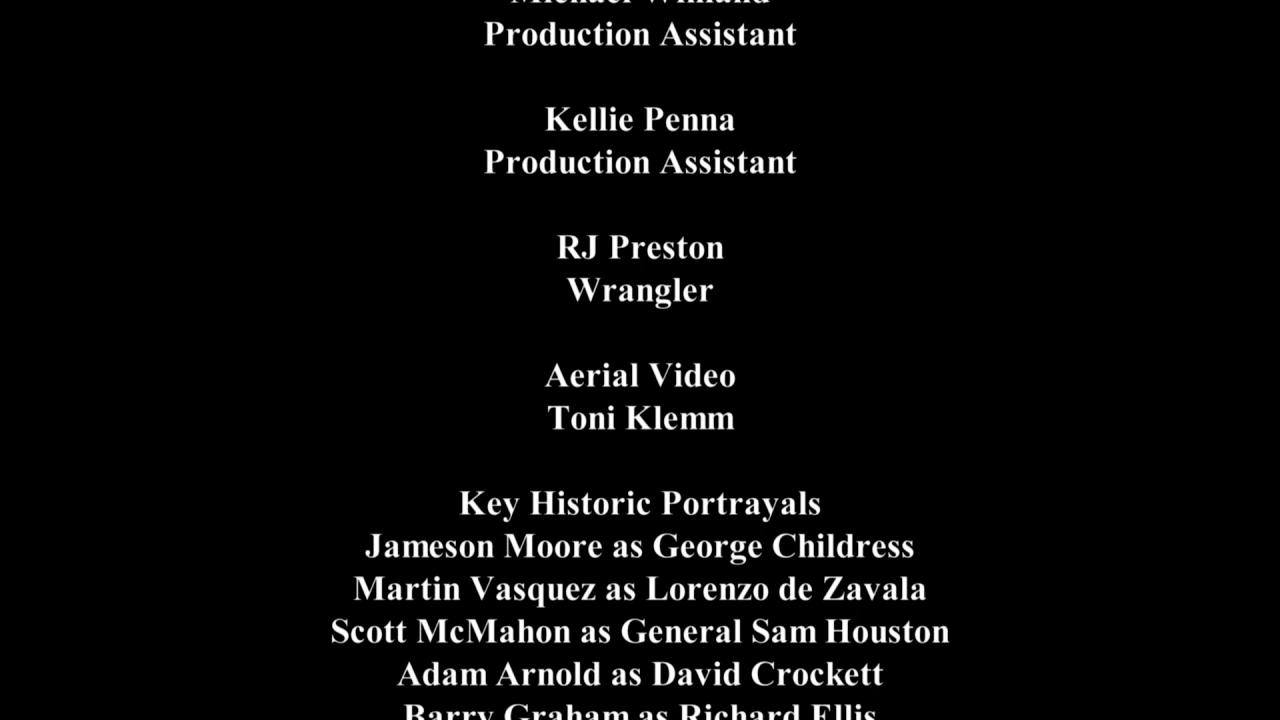 Production Assistant
Kellie Penna
Production Assistant
RJ Preston
Wrangler
Aerial Video
Toni Klemm
Key Historic Portrayals
Jameson Moore as George Childress
Martin Vasquez as Lorenzo de Zavala
Scott McMahon as General Sam Houston
Adam Arnold as David Crockett
Barry Graham as Richard Ellis